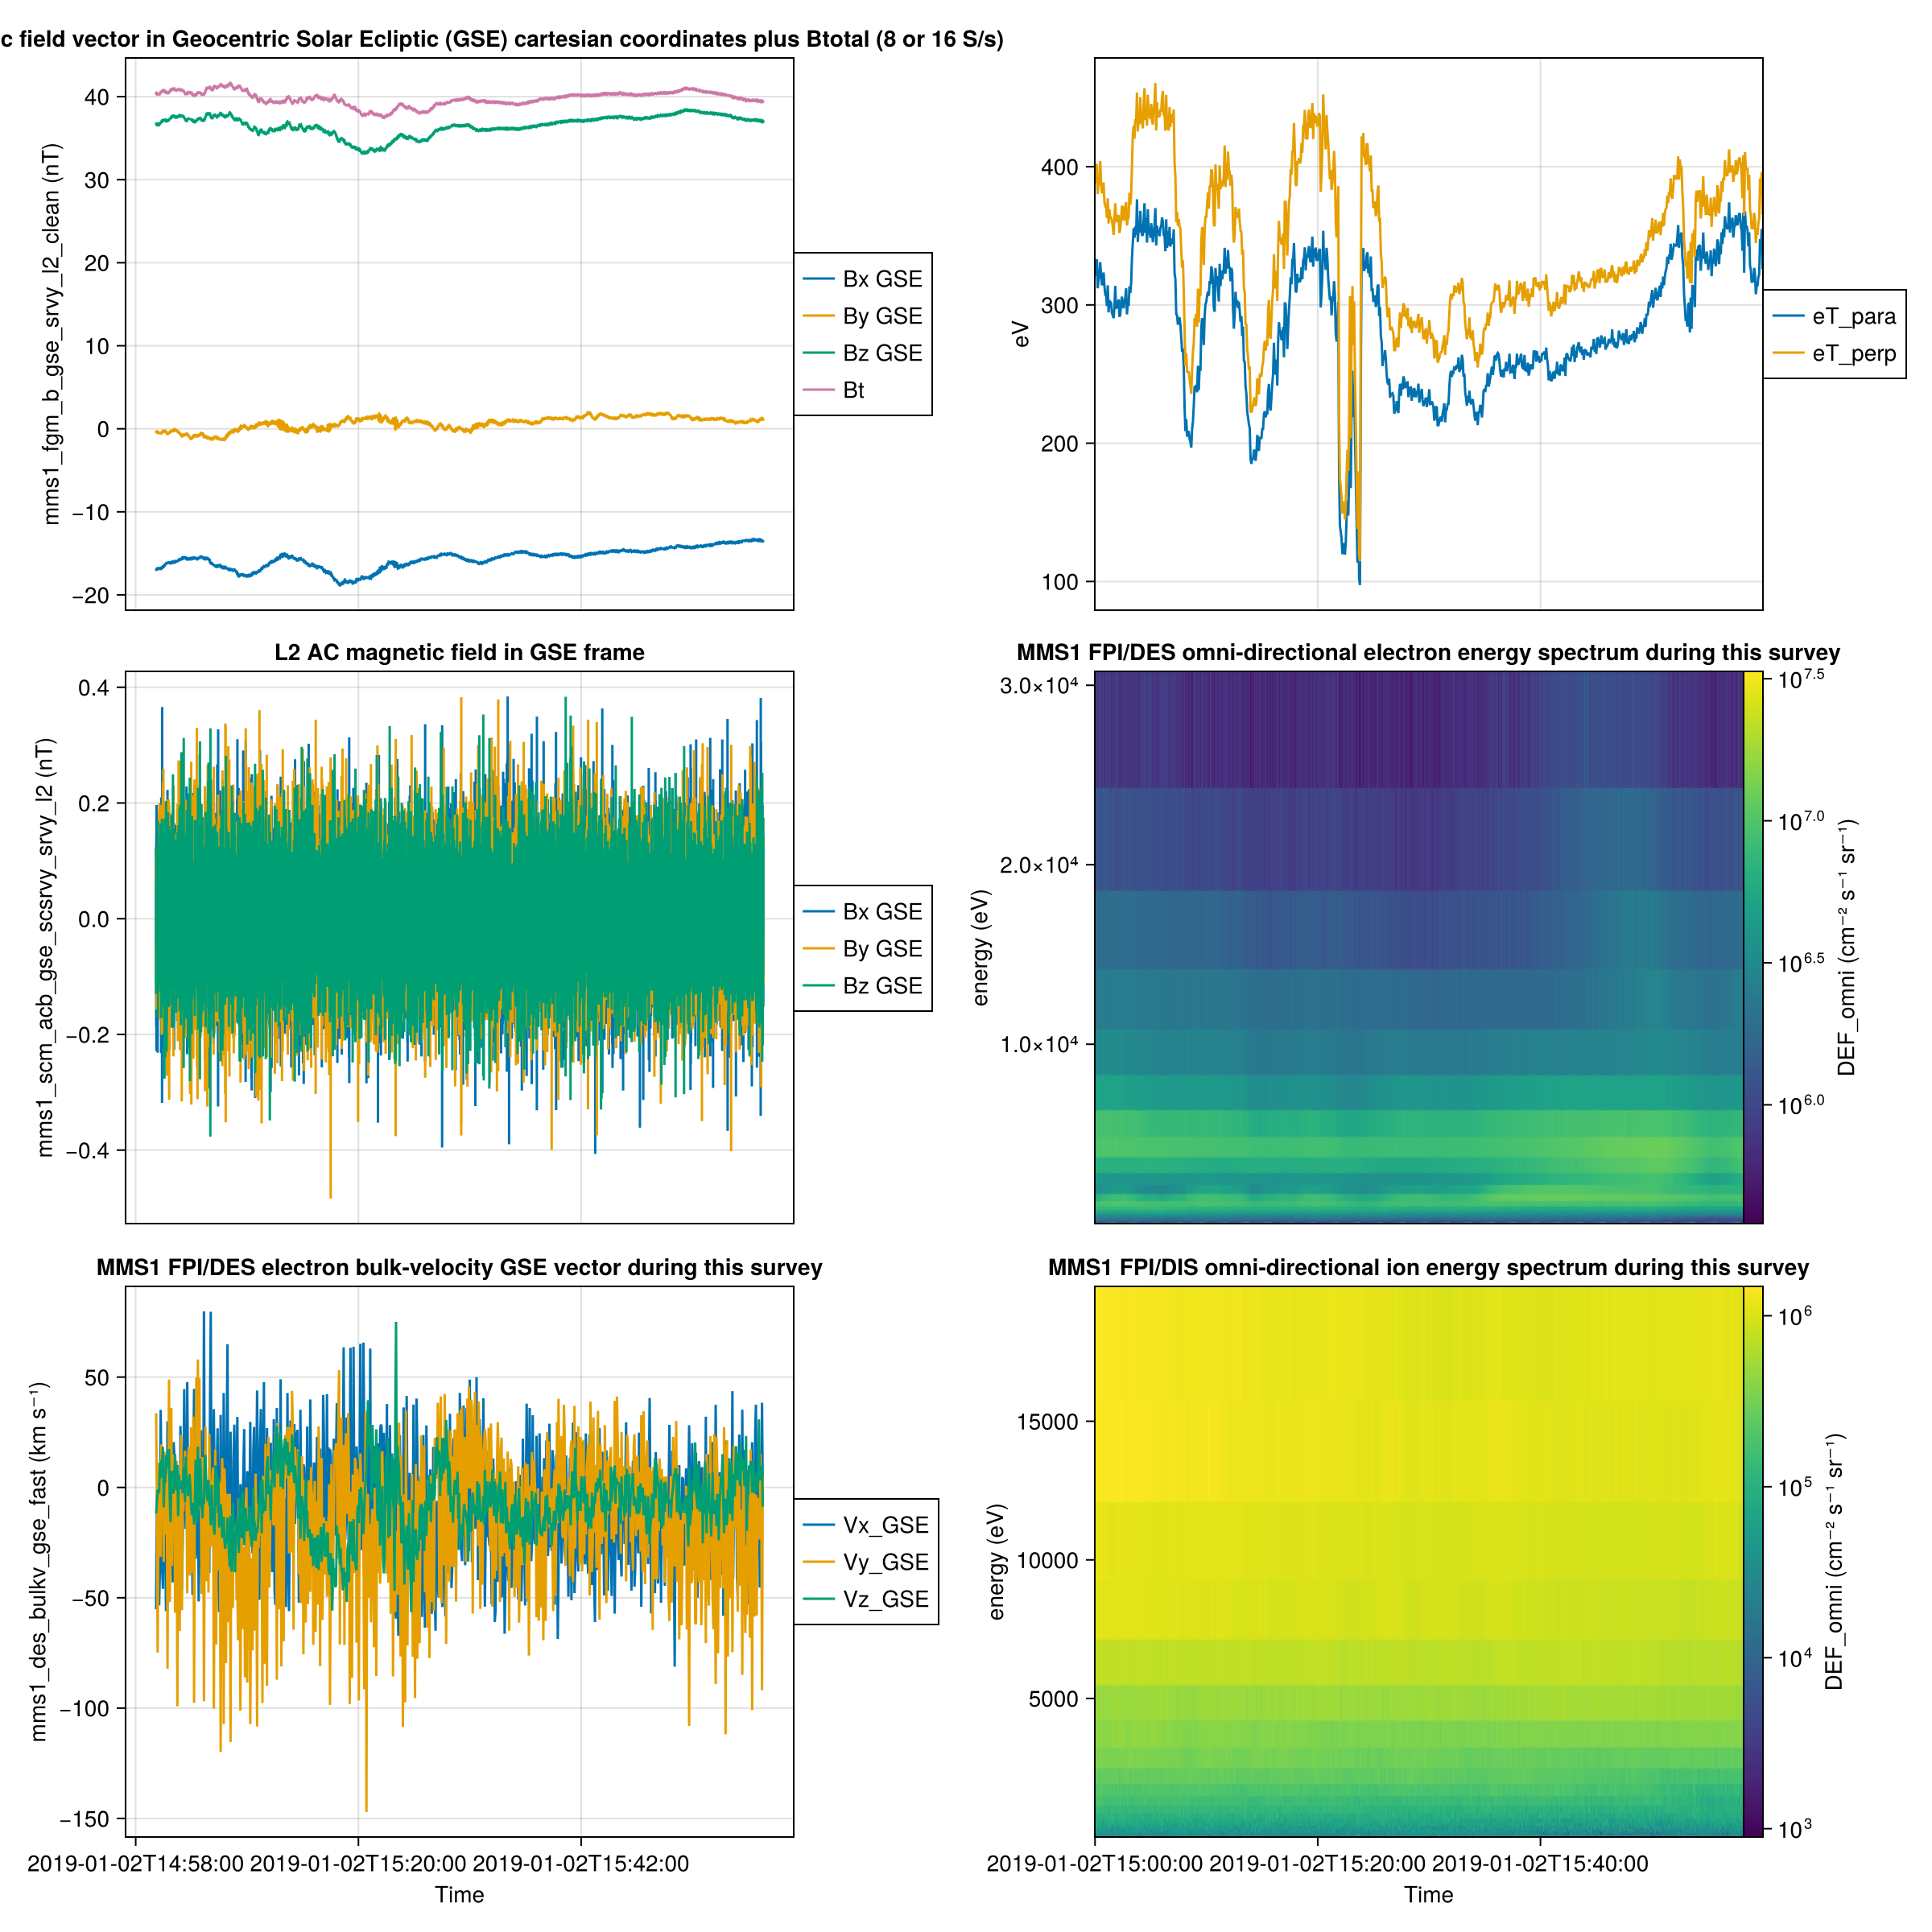 c field vector in Geocentric Solar Ecliptic (GSE) cartesian coordinates plus Btotal (8 or 16 S/s)
mms1_fgm_b_gse_srvy_l2_clean (nT)
40
30
20
10
0
−10
−20
Bx GSE
By GSE
Bz GSE
Bt
eV
400
300
200
100
eT_para
eT_perp
L2 AC magnetic field in GSE frame
mms1_scm_acb_gse_scsrvy_srvy_l2 (nT)
0.4
0.2
0.0
−0.2
−0.4
Bx GSE
By GSE
Bz GSE
MMS1 FPI/DES omni-directional electron energy spectrum during this survey
energy (eV)
3.0×10⁴
2.0×10⁴
1.0×10⁴
10^7.5
10^7.0
10^6.5
10^6.0
DEF_omni (cm⁻² s⁻¹ sr⁻¹)
MMS1 FPI/DES electron bulk-velocity GSE vector during this survey
mms1_des_bulkv_gse_fast (km s⁻¹)
50
0
−50
−100
−150
Vx_GSE
Vy_GSE
Vz_GSE
2019-01-02T14:58:00 2019-01-02T15:20:00 2019-01-02T15:42:00
Time
MMS1 FPI/DIS omni-directional ion energy spectrum during this survey
energy (eV)
15000
10000
5000
10⁶
10⁵
10⁴
10³
DEF_omni (cm⁻² s⁻¹ sr⁻¹)
2019-01-02T15:00:00 2019-01-02T15:20:00 2019-01-02T15:40:00
Time